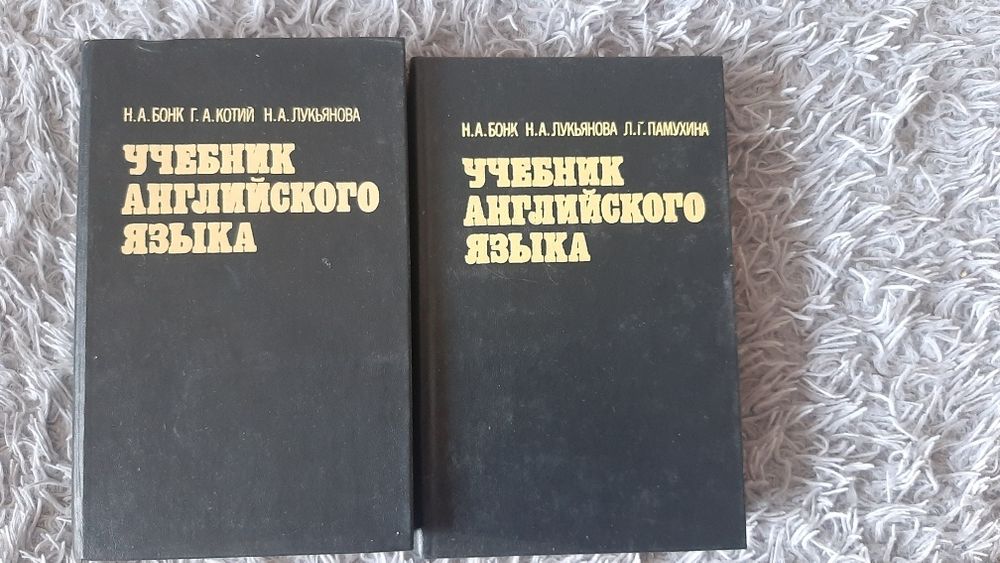 Н.А.БОНК Г.А.КОТИЙ Н.А.ЛУКЬЯНОВА
УЧЕБНИК
АНГЛИЙСКОГО
ЯЗЫКА
Н.А.БОНК Н.А.ЛУКЬЯНОВА Л.Г.ПАМУХИНА
УЧЕБНИК
АНГЛИЙСКОГО
ЯЗЫКА